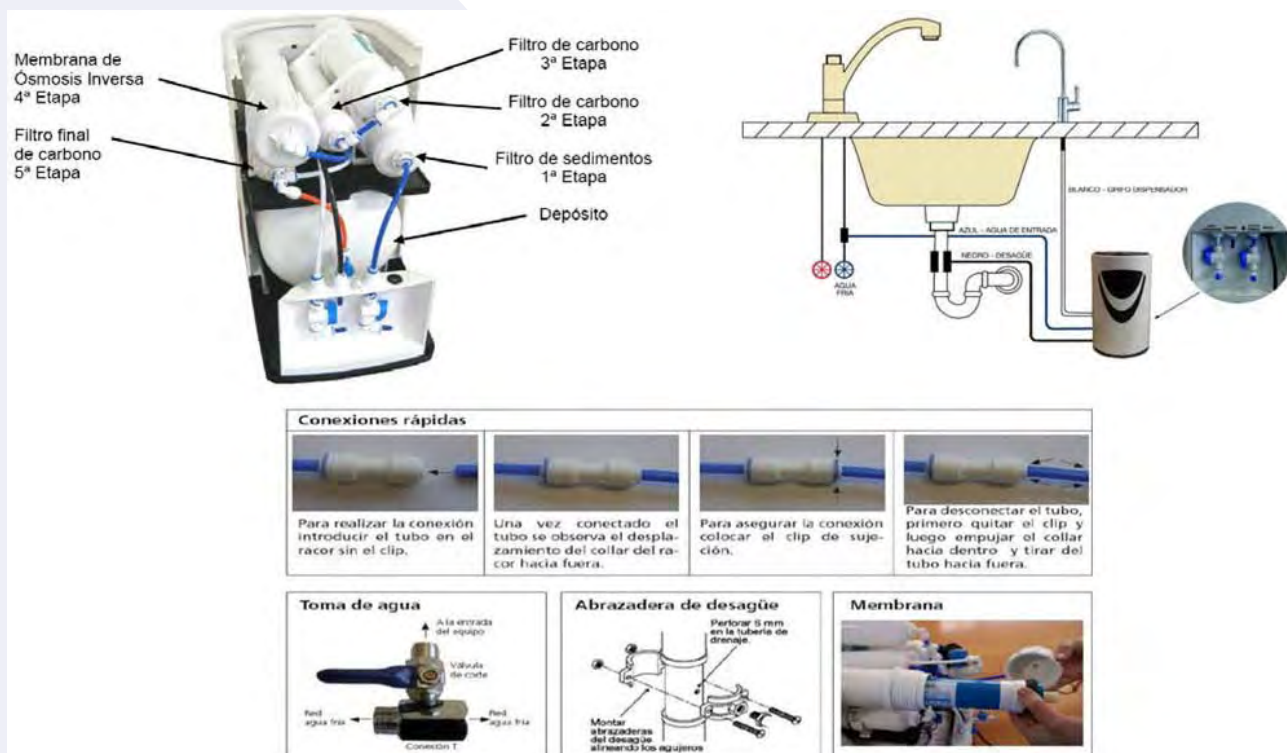 Membrana de
Ósmosis Inversa
4ª Etapa
Filtro final
de carbono
5ª Etapa
Filtro de carbono
3ª Etapa
Filtro de carbono
2ª Etapa
Filtro de sedimentos
1ª Etapa
Depósito
BLANCO - GRIFO DISPENSADOR
AZUL - AGUA DE ENTRADA
NEGRO - DESAGÜE
AGUA
FRIA
Conexiones rápidas
Para realizar la conexión
introducir el tubo en el
racor sin el clip.
Una vez conectado el
tubo se observa el despla-
zamiento del collar del ra-
cor hacia fuera.
Para asegurar la conexión
colocar el clip de suje-
ción.
Para desconectar el tubo,
primero quitar el clip y
luego empujar el collar
hacia dentro y tirar del
tubo hacia fuera.
Toma de agua
A la entrada
del equipo
Válvula
de corte
Red
agua fría
Red
agua fría
Conexión T
Abrazadera de desagüe
Perforar 6 mm
en la tubería de
drenaje.
Montar
abrazaderas
del desagüe
alineando los agujeros
Membrana